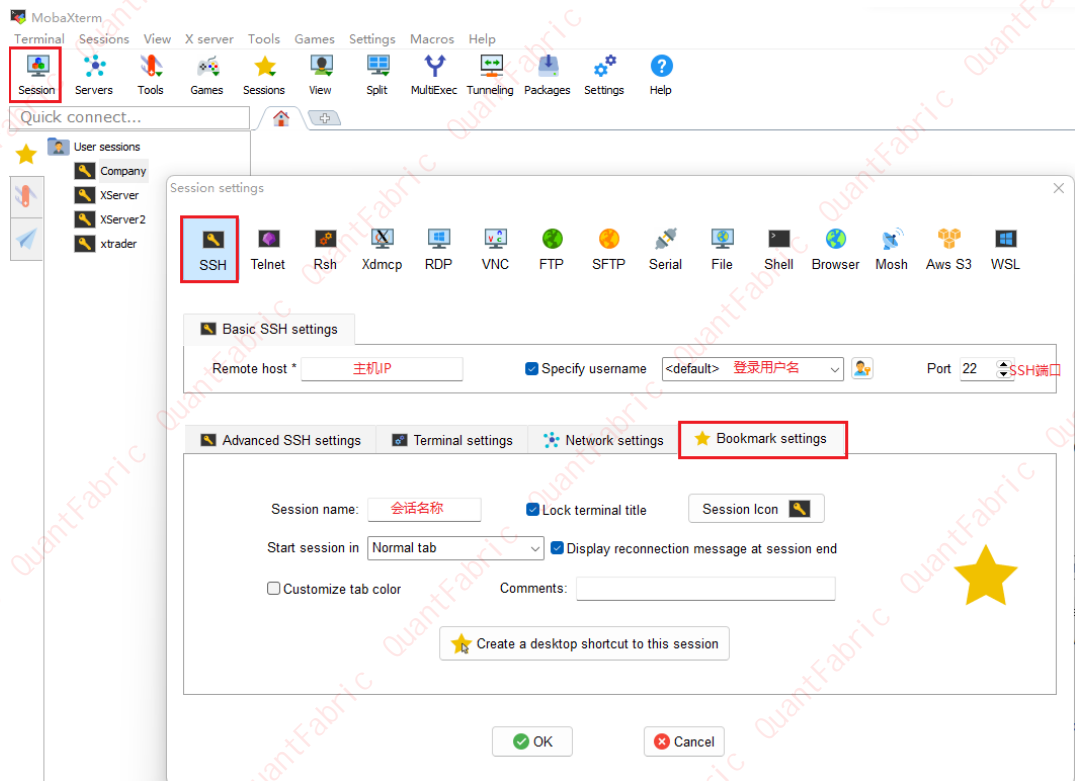 MobaXterm
Terminal Sessions View X server Tools Games Settings Macros Help
Session Servers Tools Games Sessions View Split MultiExec Tunneling Packages Settings Help
Quick connect...
User sessions
Company
XServer
XServer2
xtrader
Session settings
SSH Telnet Rsh Xdmcp RDP VNC FTP SFTP Serial File Shell Browser Mosh Aws S3 WSL
Basic SSH settings
Remote host * 主机IP Specify username <default> 登录用户名 Port 22 SSH端口
Advanced SSH settings Terminal settings Network settings Bookmark settings
Session name: 会话名称 Lock terminal title Session Icon
Start session in Normal tab Display reconnection message at session end
Customize tab color Comments:
Create a desktop shortcut to this session
OK Cancel
QuantFabric